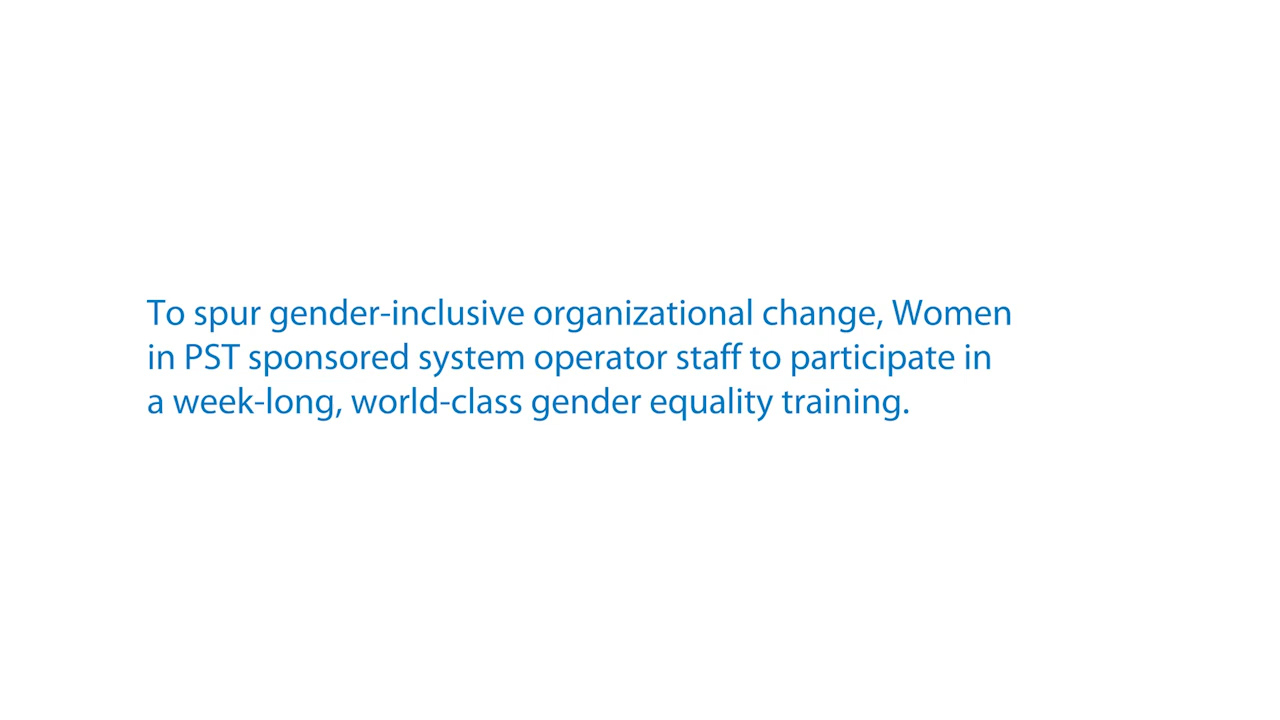 To spur gender-inclusive organizational change, Women
in PST sponsored system operator staff to participate in
a week-long, world-class gender equality training.